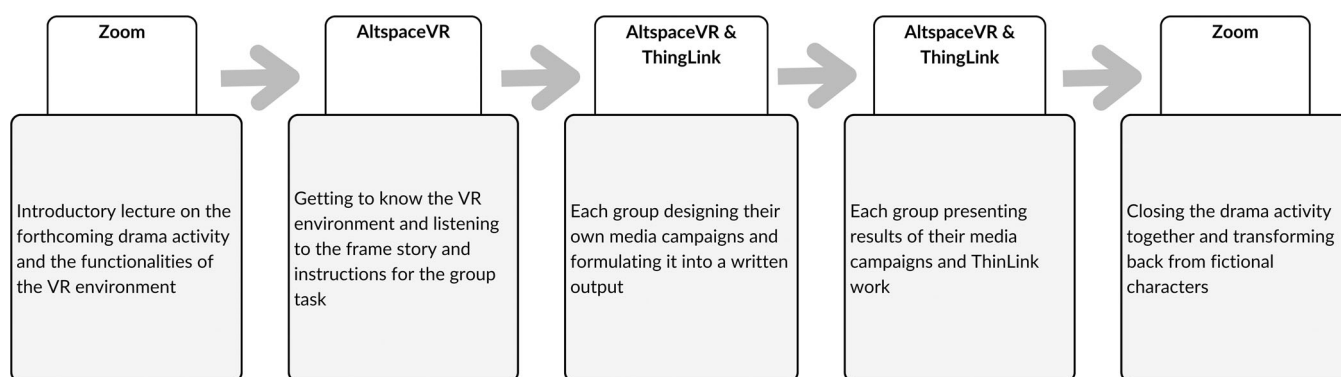 Zoom
Introductory lecture on the
forthcoming drama activity
and the functionalities of
the VR environment
AltspaceVR
Getting to know the VR
environment and listening
to the frame story and
instructions for the group
task
AltspaceVR &
ThingLink
Each group designing their
own media campaigns and
formulating it into a written
output
AltspaceVR &
ThingLink
Each group presenting
results of their media
campaigns and ThinLink
work
Zoom
Closing the drama activity
together and transforming
back from fictional
characters